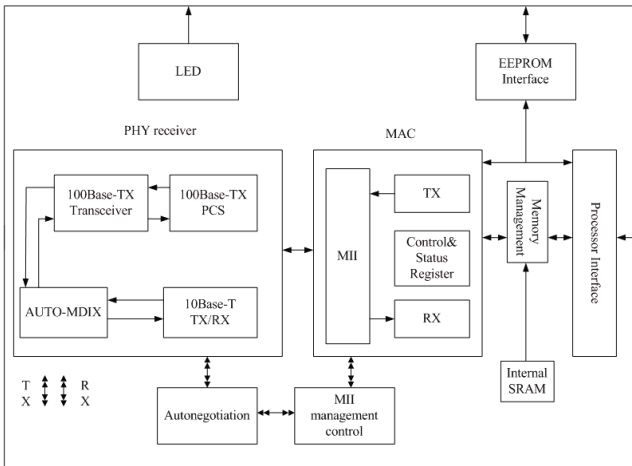 LED
EEPROM
Interface
PHY receiver
MAC
100Base-TX
Transceiver
100Base-TX
PCS
AUTO-MDIX
10Base-T
TX/RX
MII
TX
Control&
Status
Register
RX
Memory
Management
Processor Interface
Internal
SRAM
T R
X X
Autonegotiation
MII
management
control